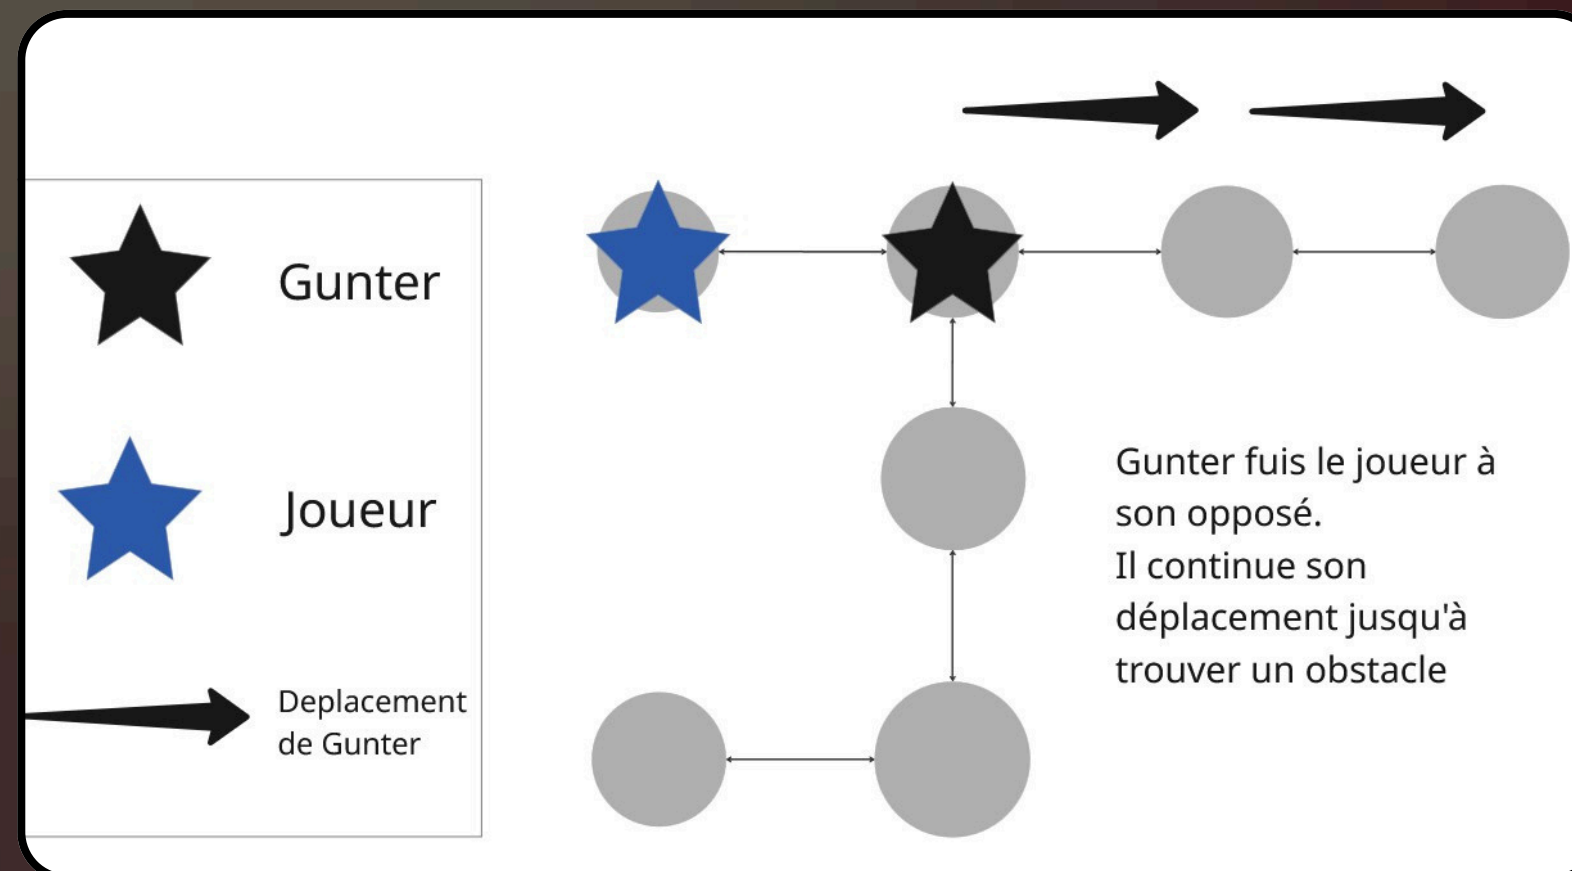 Gunter
Joueur
Deplacement
de Gunter
Gunter fuis le joueur à
son opposé.
Il continue son
déplacement jusqu'à
trouver un obstacle